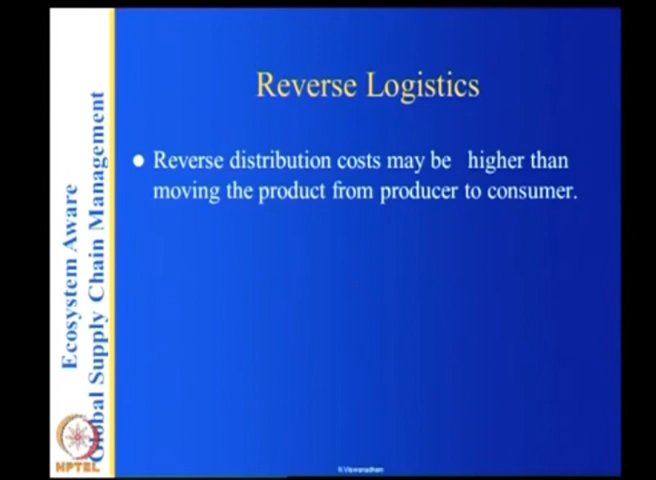 Reverse Logistics
Reverse distribution costs may be higher than
moving the product from producer to consumer.
Ecosystem Aware
Global Supply Chain Management
NPTEL
N.Viswanadham